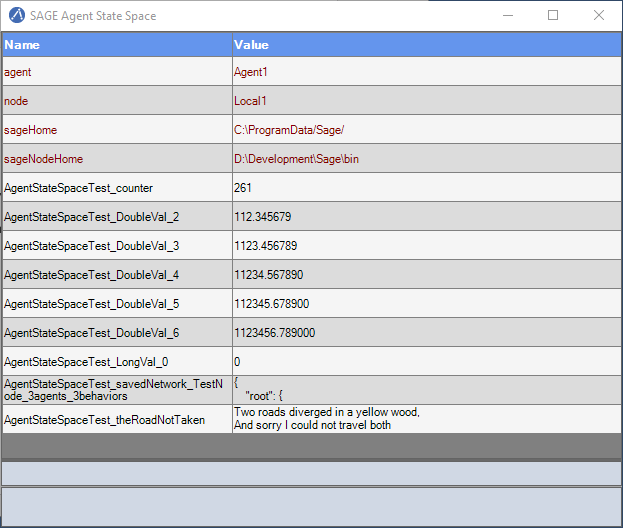 SAGE Agent State Space
Name Value
agent Agent1
node Local1
sageHome C:\ProgramData/Sage/
sageNodeHome D:\Development\Sage\bin
AgentStateSpaceTest_counter 261
AgentStateSpaceTest_DoubleVal_2 112.345679
AgentStateSpaceTest_DoubleVal_3 1123.456789
AgentStateSpaceTest_DoubleVal_4 11234.567890
AgentStateSpaceTest_DoubleVal_5 112345.678900
AgentStateSpaceTest_DoubleVal_6 1123456.789000
AgentStateSpaceTest_LongVal_0 0
AgentStateSpaceTest_savedNetwork_TestN {
ode_3agents_3behaviors "root": {
AgentStateSpaceTest_theRoadNotTaken Two roads diverged in a yellow wood,
And sorry I could not travel both